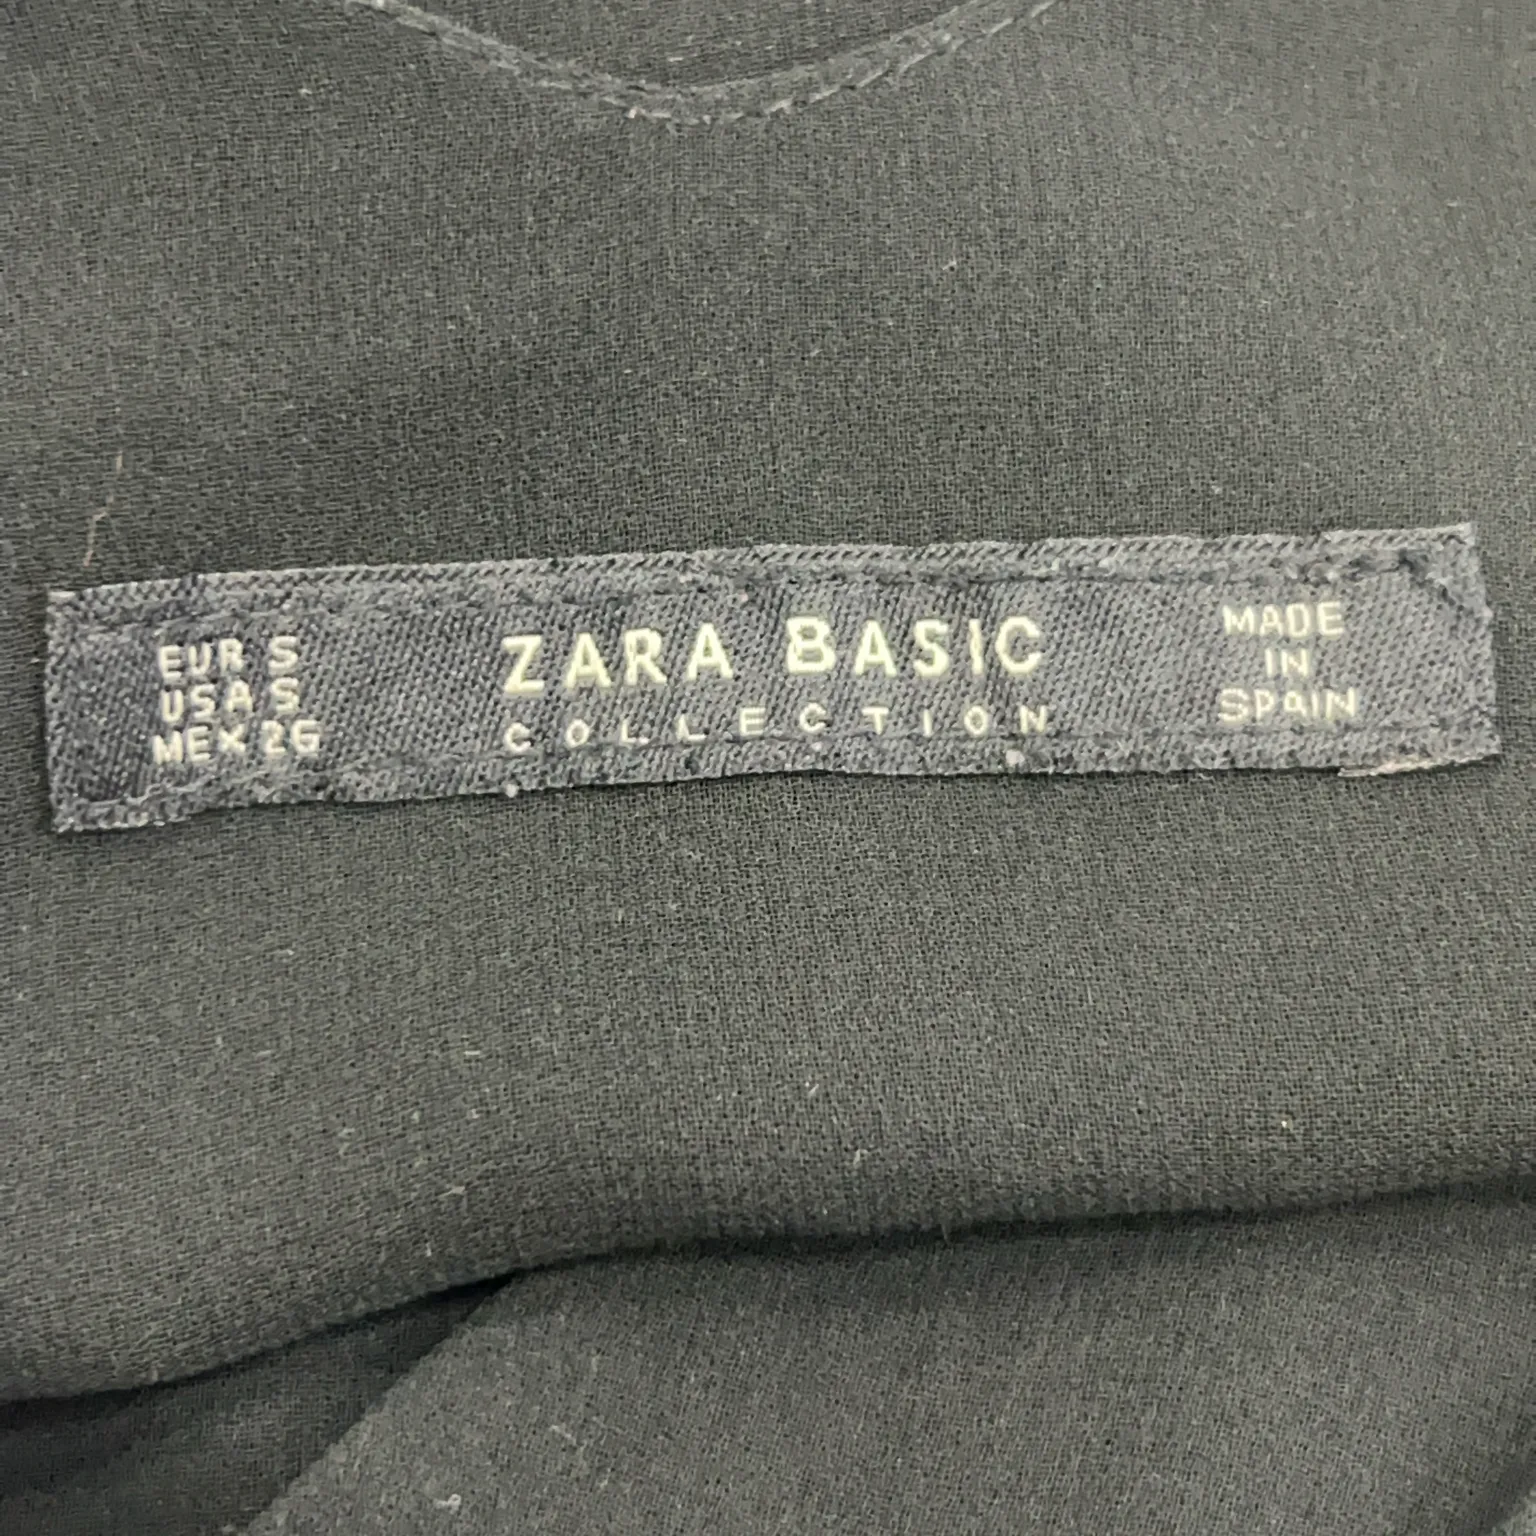 EUR S
USA S
MEX 26
ZARA BASIC
COLLECTION
MADE
IN
SPAIN